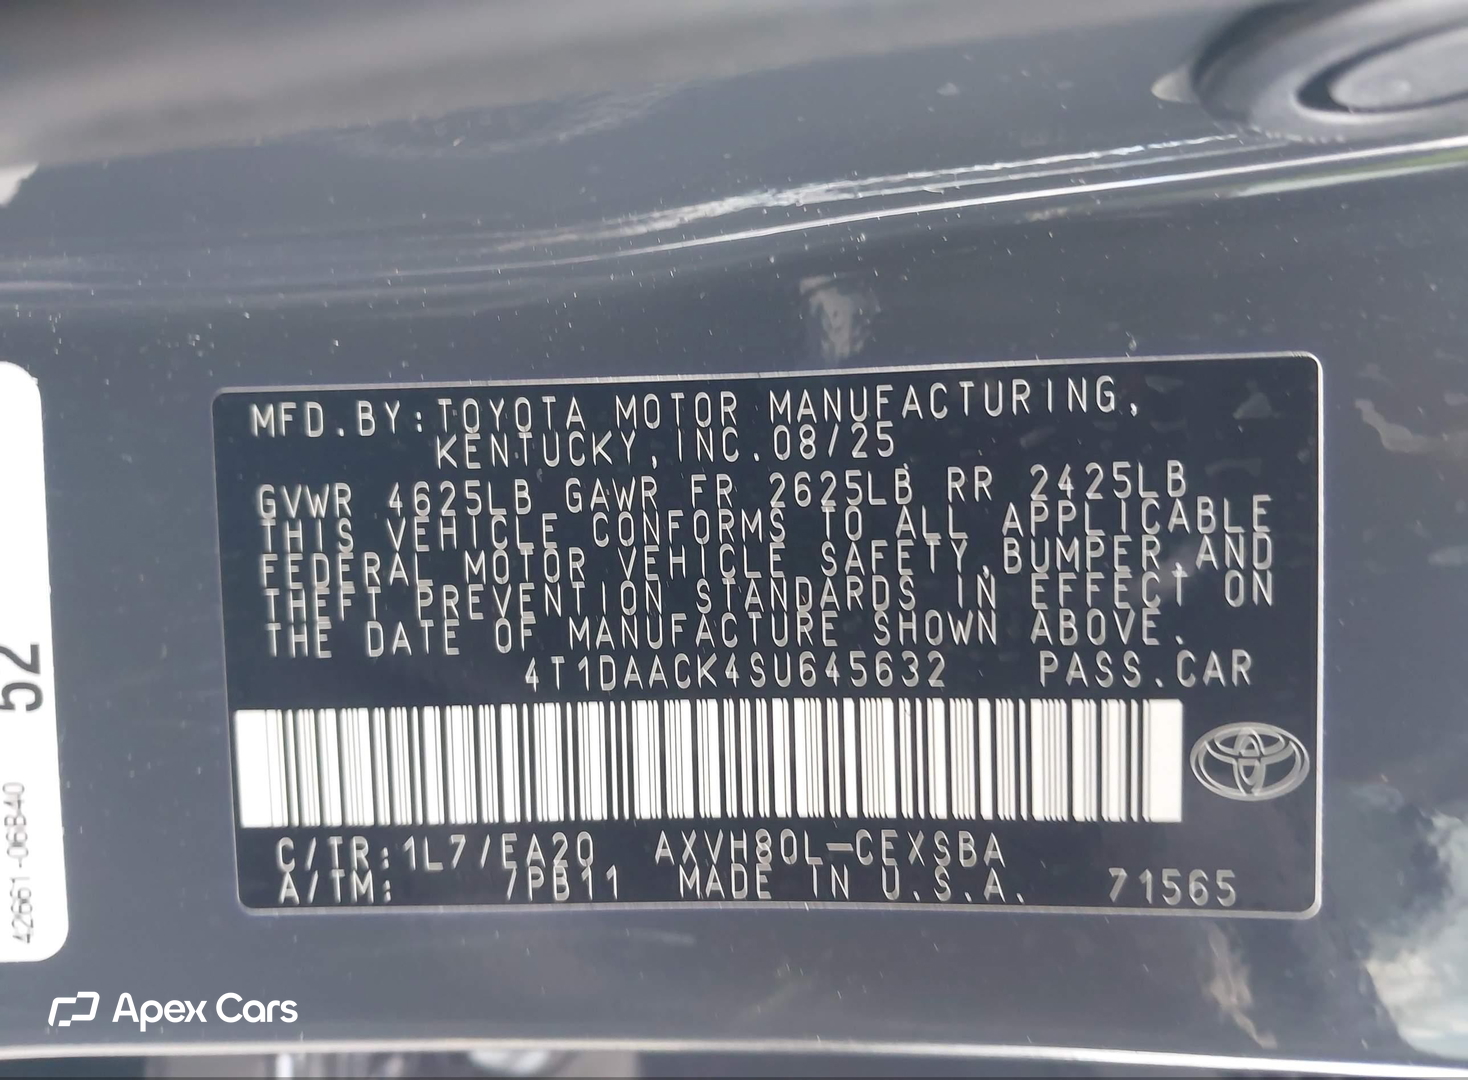 MFD.BY:TOYOTA MOTOR MANUFACTURING,
KENTUCKY,INC.08/25
GVWR 4625LB GAWR FR 2625LB RR 2425LB
THIS VEHICLE CONFORMS TO ALL APPLICABLE
FEDERAL MOTOR VEHICLE SAFETY,BUMPER,AND
THEFT PREVENTION STANDARDS IN EFFECT ON
THE DATE OF MANUFACTURE SHOWN ABOVE.
4T1DAACK4SU645632 PASS.CAR
C/TR:1L7/EA20 AXVH80L-CEXSBA
A/TM: 7PB11 MADE IN U.S.A. 71565
52
42661-06B40
Apex Cars